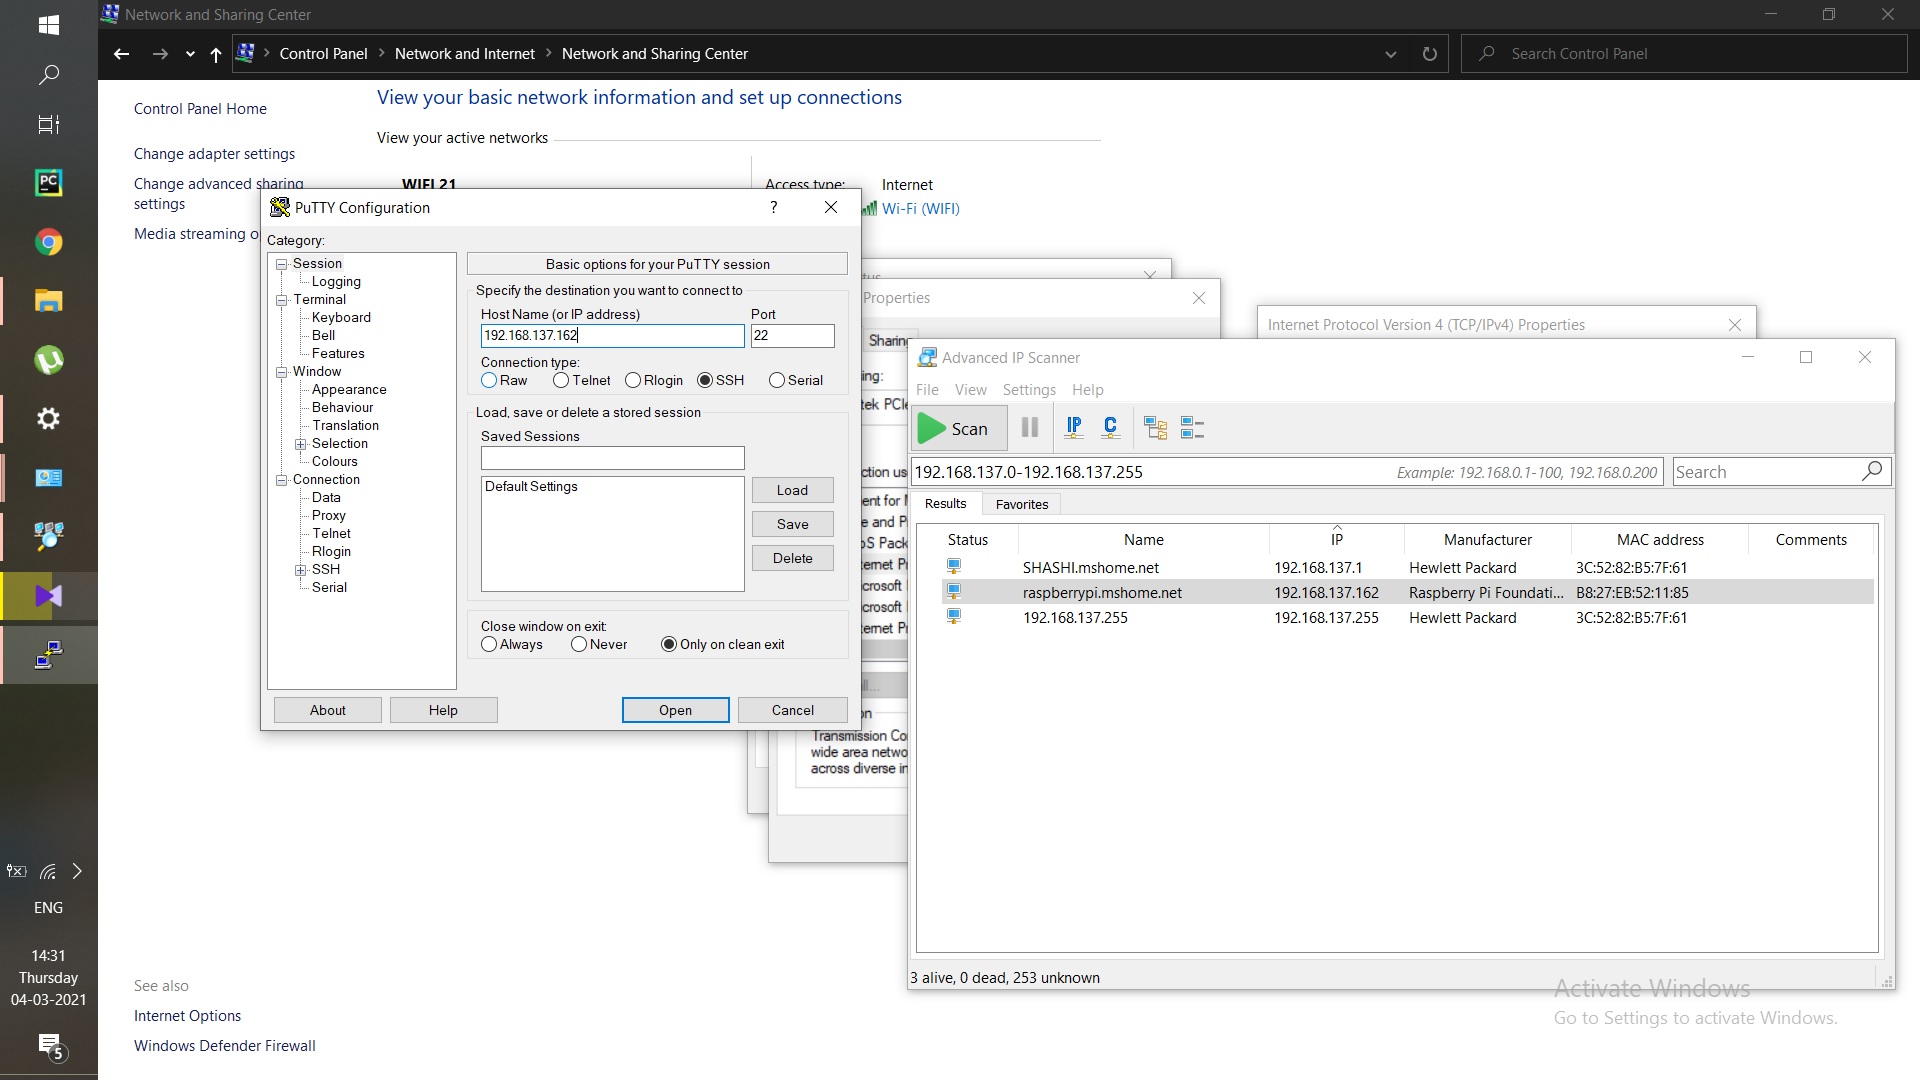 Network and Sharing Center
Control Panel > Network and Internet > Network and Sharing Center
Search Control Panel
Control Panel Home
Change adapter settings
Change advanced sharing
settings
Media streaming o
View your basic network information and set up connections
View your active networks
WIFI 21
Access type: Internet
Wi-Fi (WIFI)
PuTTY Configuration
?
Category:
Session
Logging
Terminal
Keyboard
Bell
Features
Window
Appearance
Behaviour
Translation
Selection
Colours
Connection
Data
Proxy
Telnet
Rlogin
SSH
Serial
Basic options for your PuTTY session
Specify the destination you want to connect to
Host Name (or IP address) Port
192.168.137.162 22
Connection type:
Raw Telnet Rlogin SSH Serial
Load, save or delete a stored session
Saved Sessions
Default Settings
Load
Save
Delete
Close window on exit:
Always Never Only on clean exit
About Help Open Cancel
Properties
Sharing
ing:
tek PCIe
ction us
ent for M
e and P
oS Pack
ernet Pr
crosoft
crosoft
ernet Pr
ll...
on
Transmission Co
wide area netwo
across diverse in
Internet Protocol Version 4 (TCP/IPv4) Properties
Advanced IP Scanner
File View Settings Help
Scan IP C
192.168.137.0-192.168.137.255 Example: 192.168.0.1-100, 192.168.0.200 Search
Results Favorites
Status Name IP Manufacturer MAC address Comments
SHASHI.mshome.net 192.168.137.1 Hewlett Packard 3C:52:82:B5:7F:61
raspberrypi.mshome.net 192.168.137.162 Raspberry Pi Foundati... B8:27:EB:52:11:85
192.168.137.255 192.168.137.255 Hewlett Packard 3C:52:82:B5:7F:61
3 alive, 0 dead, 253 unknown
Activate Windows
Go to Settings to activate Windows.
See also
Internet Options
Windows Defender Firewall
PC
ENG
14:31
Thursday
04-03-2021
5